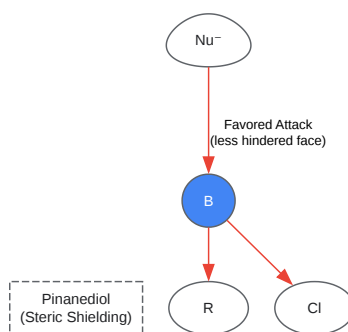 Nu⁻
Favored Attack
(less hindered face)
B
Pinanediol
(Steric Shielding)
R
Cl